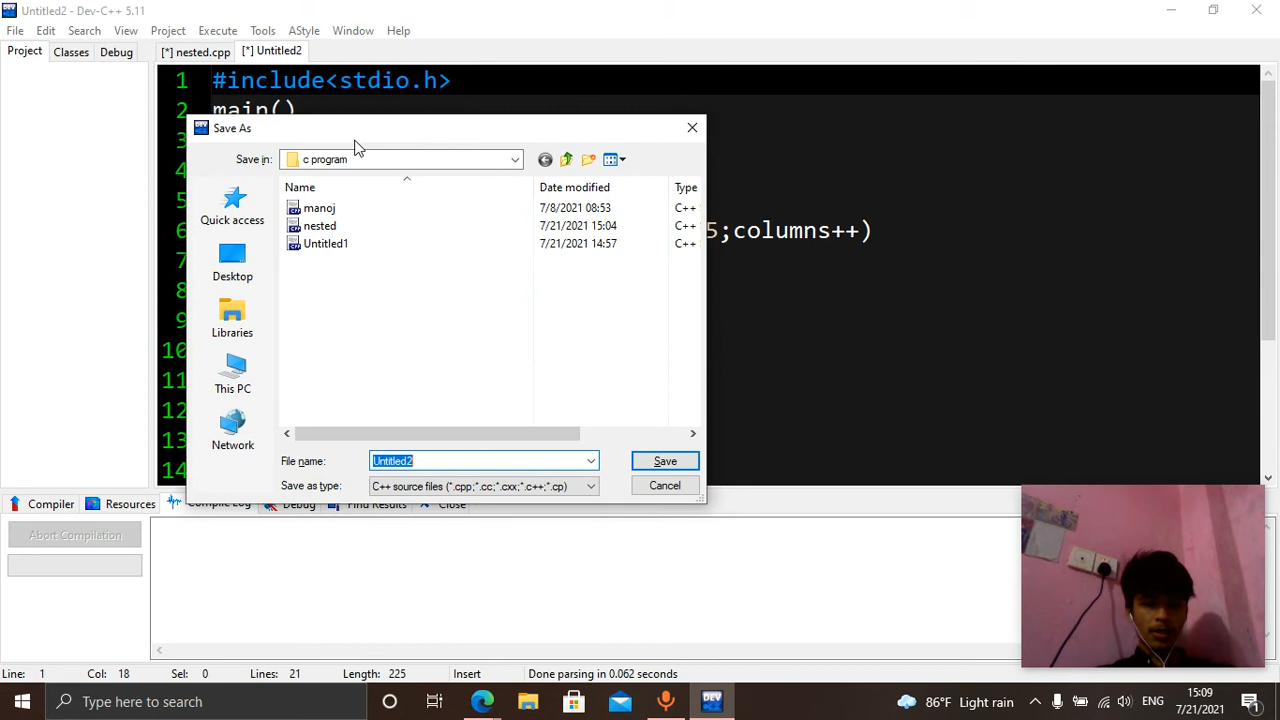 Untitled2 - Dev-C++ 5.11
File Edit Search View Project Execute Tools AStyle Window Help
Project Classes Debug [*] nested.cpp [*] Untitled2
1 #include<stdio.h>
2 main()
Save As
Save in: c program
Name Date modified Type
Quick access
manoj 7/8/2021 08:53 C++
nested 7/21/2021 15:04 C++
Untitled1 7/21/2021 14:57 C++
5;columns++)
Desktop
Libraries
This PC
Network
10
11
12
13
14
File name: Untitled2 Save
Save as type: C++ source files (*.cpp;*.cc;*.cxx;*.c++;*.cp) Cancel
Compiler Resources Compile Log Debug Find Results Close
Abort Compilation
Line: 1 Col: 18 Sel: 0 Lines: 21 Length: 225 Insert Done parsing in 0.062 seconds
Type here to search 86°F Light rain ENG 15:09
7/21/2021 1